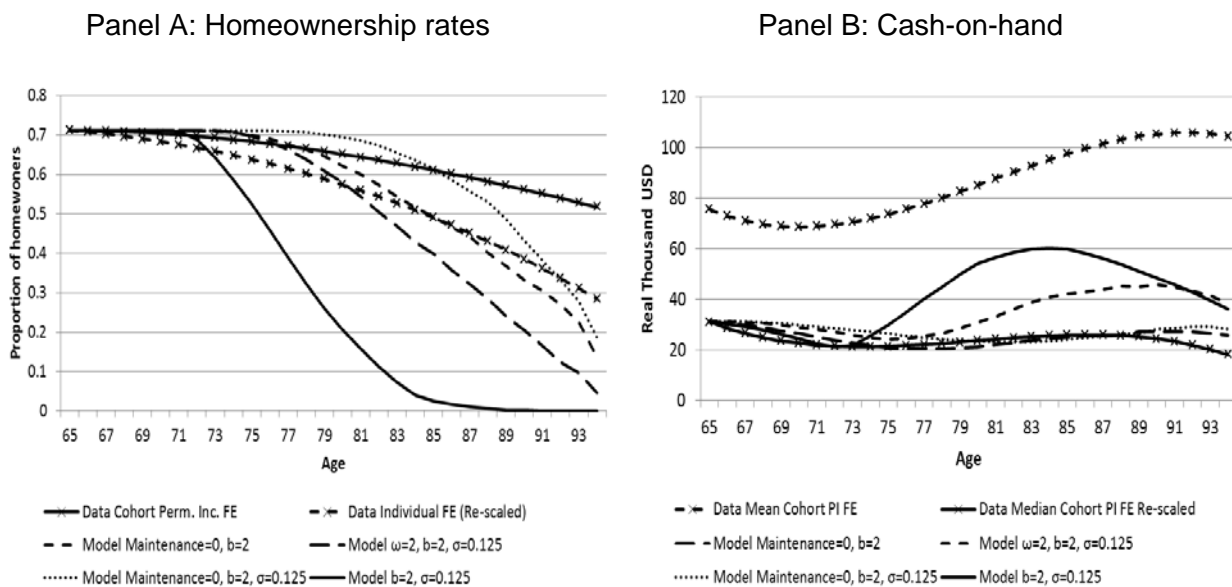 Panel A: Homeownership rates
Proportion of homewoners
0.8
0.7
0.6
0.5
0.4
0.3
0.2
0.1
0
65 67 69 71 73 75 77 79 81 83 85 87 89 91 93
Age
Data Cohort Perm. Inc. FE
Data Individual FE (Re-scaled)
Model Maintenance=0, b=2
Model ω=2, b=2, σ=0.125
Model Maintenance=0, b=2, σ=0.125
Model b=2, σ=0.125
Panel B: Cash-on-hand
Real Thousand USD
120
100
80
60
40
20
0
65 67 69 71 73 75 77 79 81 83 85 87 89 91 93
Age
Data Mean Cohort PI FE
Data Median Cohort PI FE Re-scaled
Model Maintenance=0, b=2
Model ω=2, b=2, σ=0.125
Model Maintenance=0, b=2, σ=0.125
Model b=2, σ=0.125